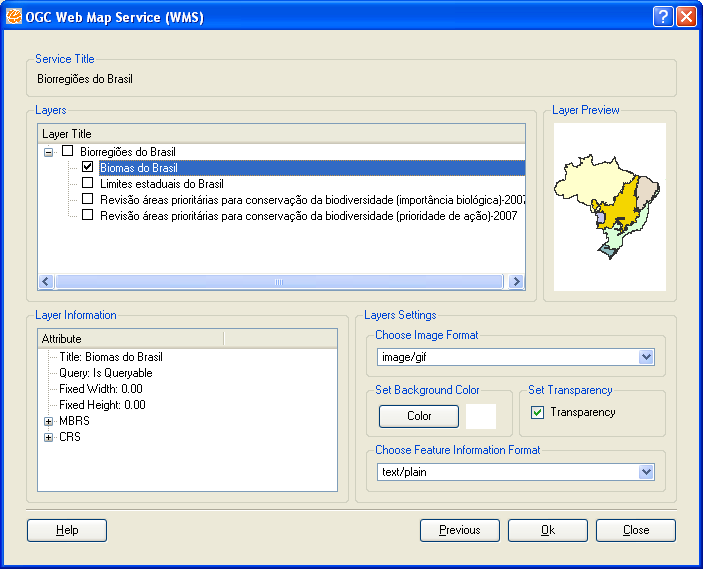 OGC Web Map Service (WMS)
Service Title
Biorregiões do Brasil
Layers
Layer Title
Biorregiões do Brasil
Biomas do Brasil
Limites estaduais do Brasil
Revisão áreas prioritárias para conservação da biodiversidade (importância biológica)-2007
Revisão áreas prioritárias para conservação da biodiversidade (prioridade de ação)-2007
Layer Preview
Layer Information
Attribute
Title: Biomas do Brasil
Query: Is Queryable
Fixed Width: 0.00
Fixed Height: 0.00
MBRS
CRS
Layers Settings
Choose Image Format
image/gif
Set Background Color
Color
Set Transparency
Transparency
Choose Feature Information Format
text/plain
Help
Previous
Ok
Close